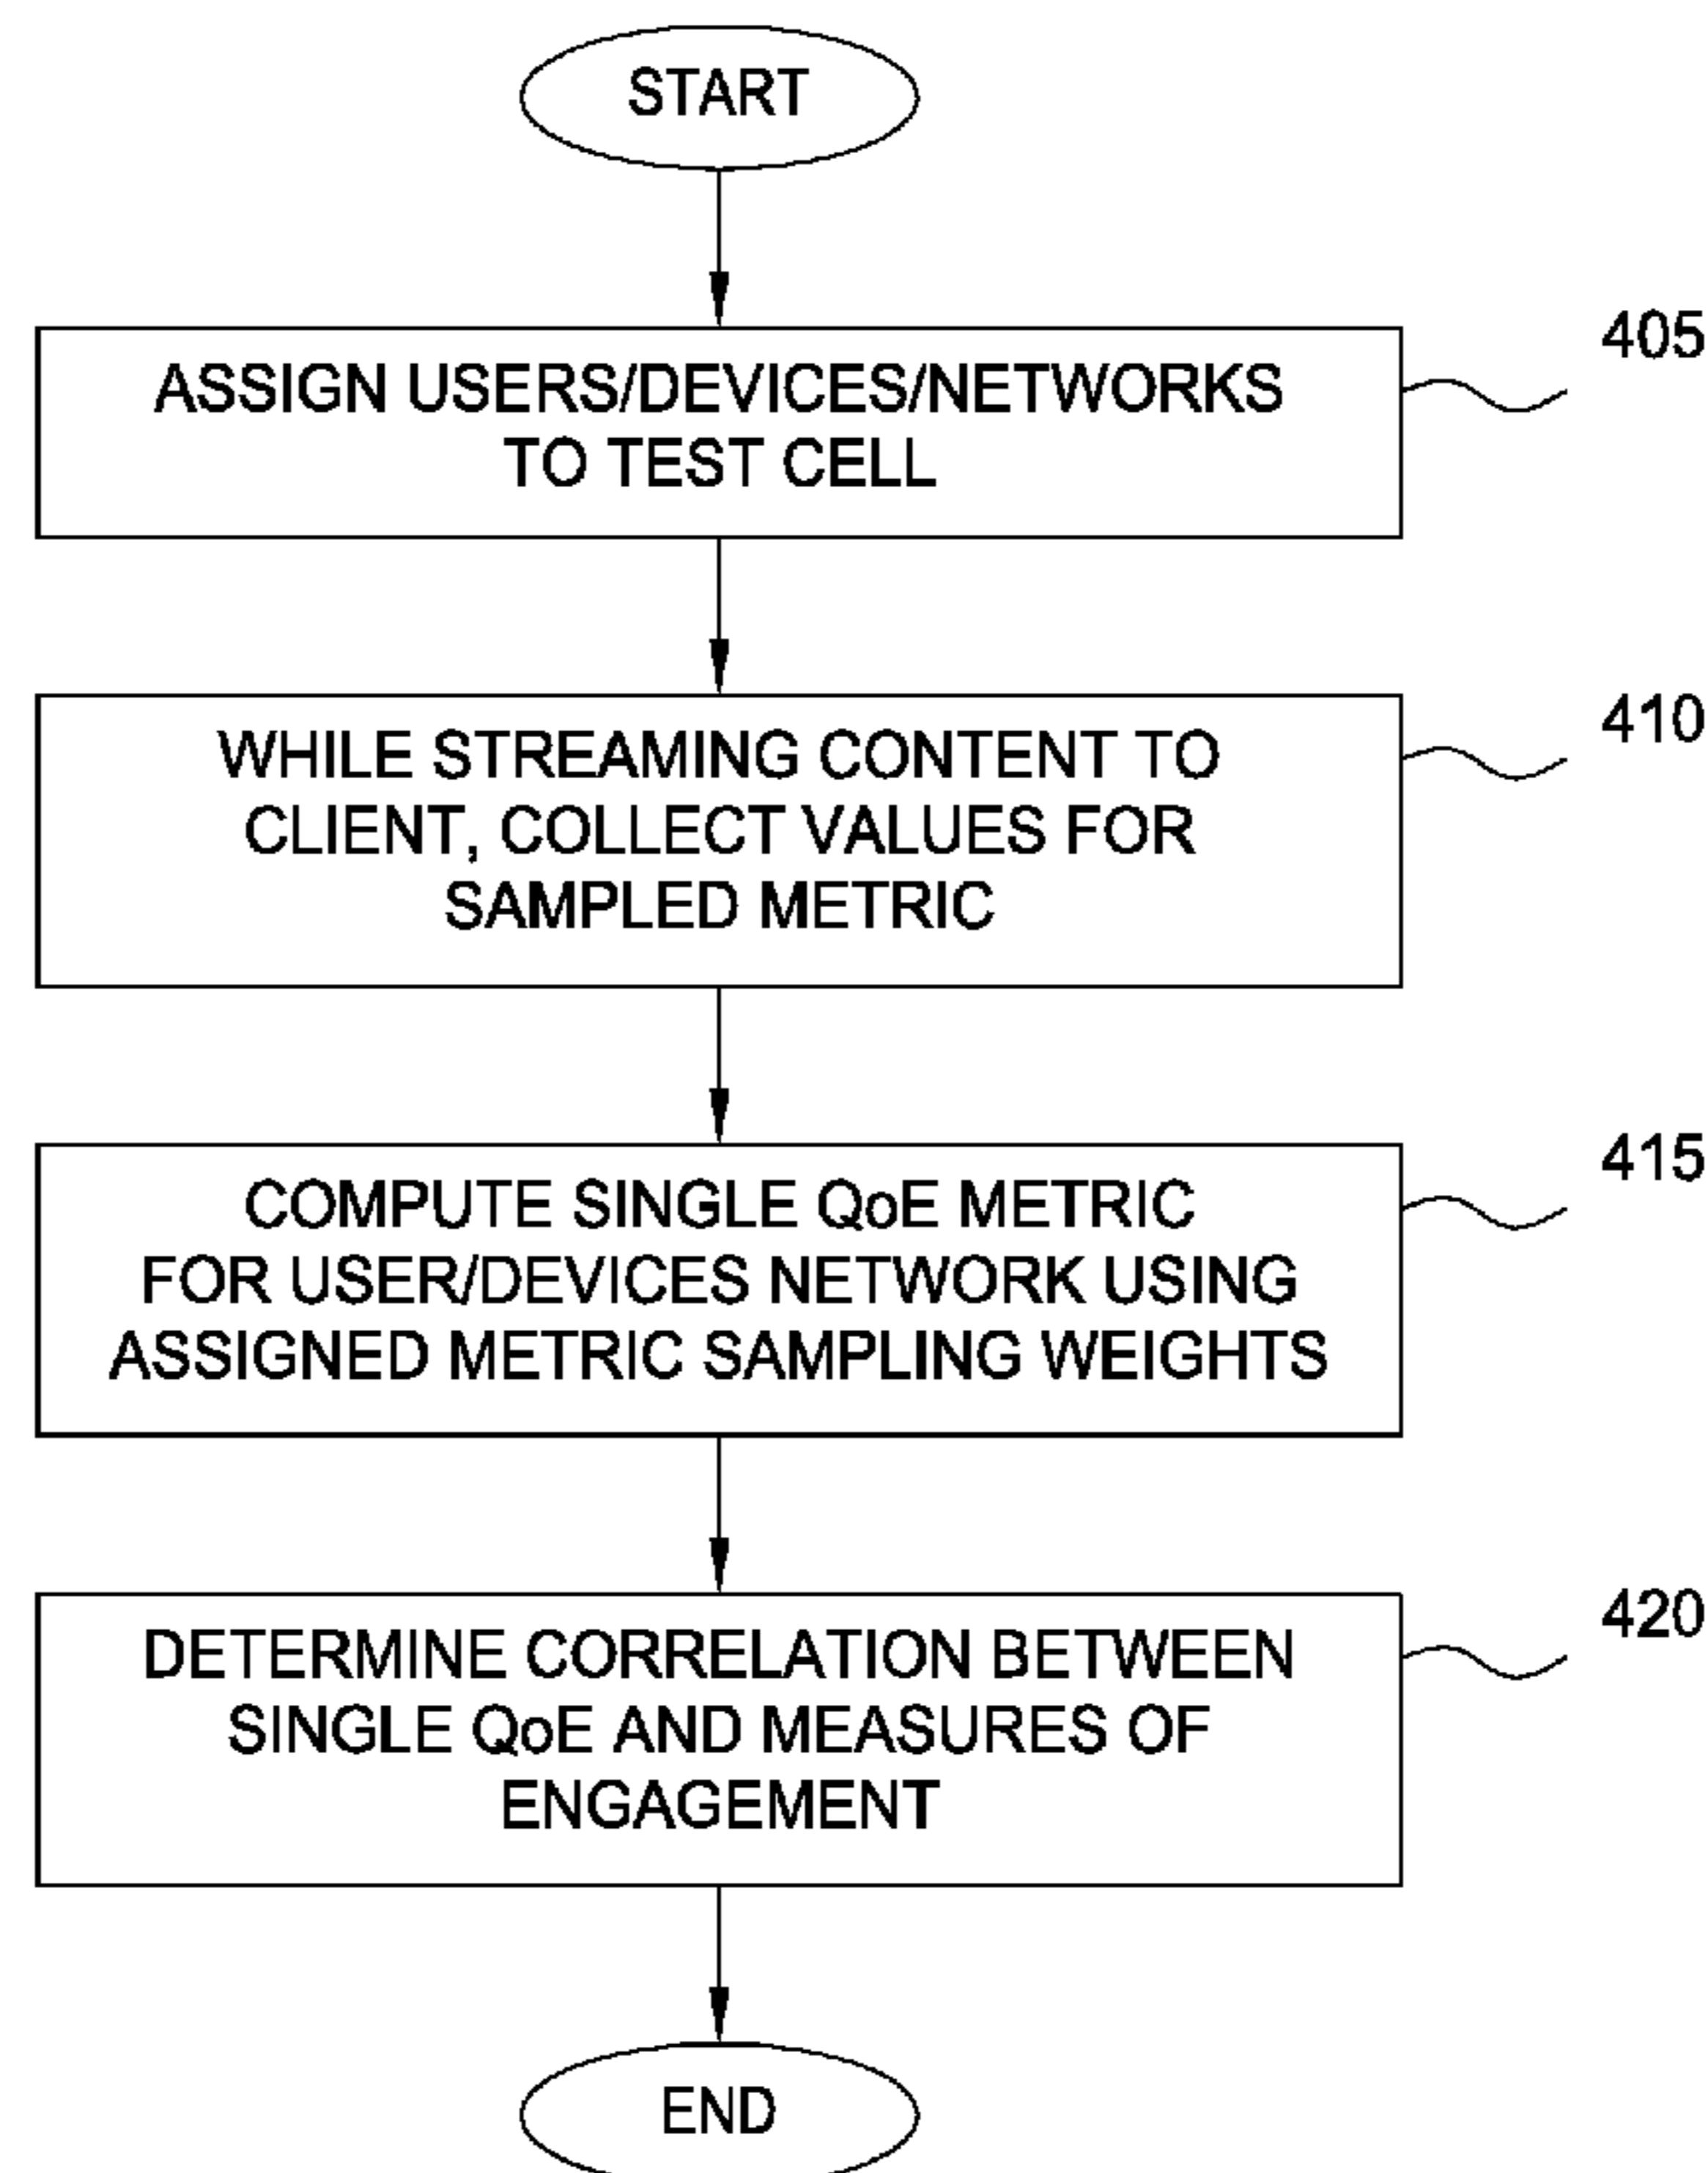 START
405
ASSIGN USERS/DEVICES/NETWORKS
TO TEST CELL
410
WHILE STREAMING CONTENT TO
CLIENT, COLLECT VALUES FOR
SAMPLED METRIC
415
COMPUTE SINGLE QoE METRIC
FOR USER/DEVICES NETWORK USING
ASSIGNED METRIC SAMPLING WEIGHTS
420
DETERMINE CORRELATION BETWEEN
SINGLE QoE AND MEASURES OF
ENGAGEMENT
END